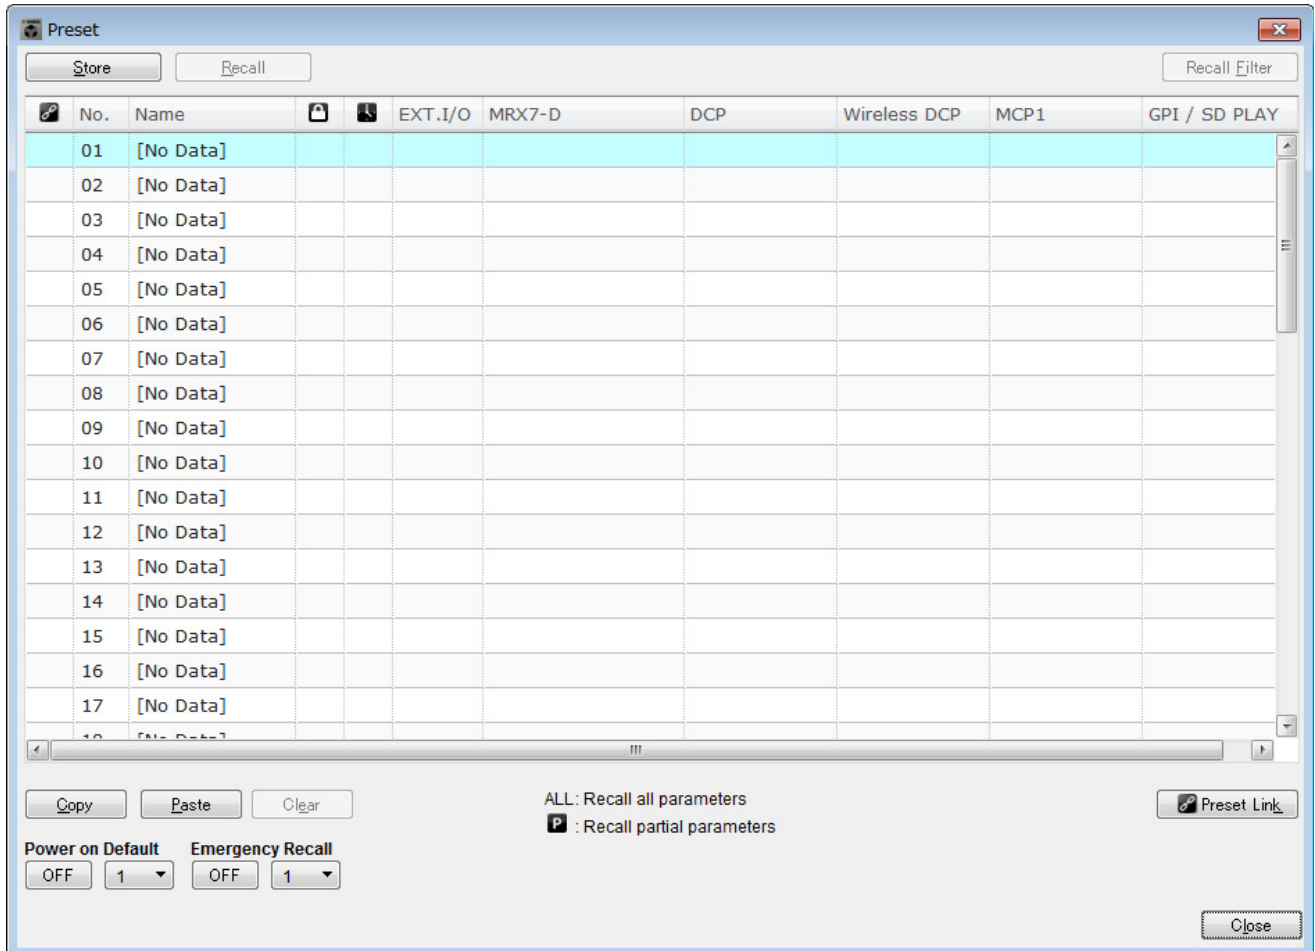 Preset
Store Recall Recall Filter
No. Name EXT.I/O MRX7-D DCP Wireless DCP MCP1 GPI / SD PLAY
01 [No Data]
02 [No Data]
03 [No Data]
04 [No Data]
05 [No Data]
06 [No Data]
07 [No Data]
08 [No Data]
09 [No Data]
10 [No Data]
11 [No Data]
12 [No Data]
13 [No Data]
14 [No Data]
15 [No Data]
16 [No Data]
17 [No Data]
Copy Paste Clear ALL: Recall all parameters Preset Link
P : Recall partial parameters
Power on Default Emergency Recall
OFF 1 OFF 1
Close